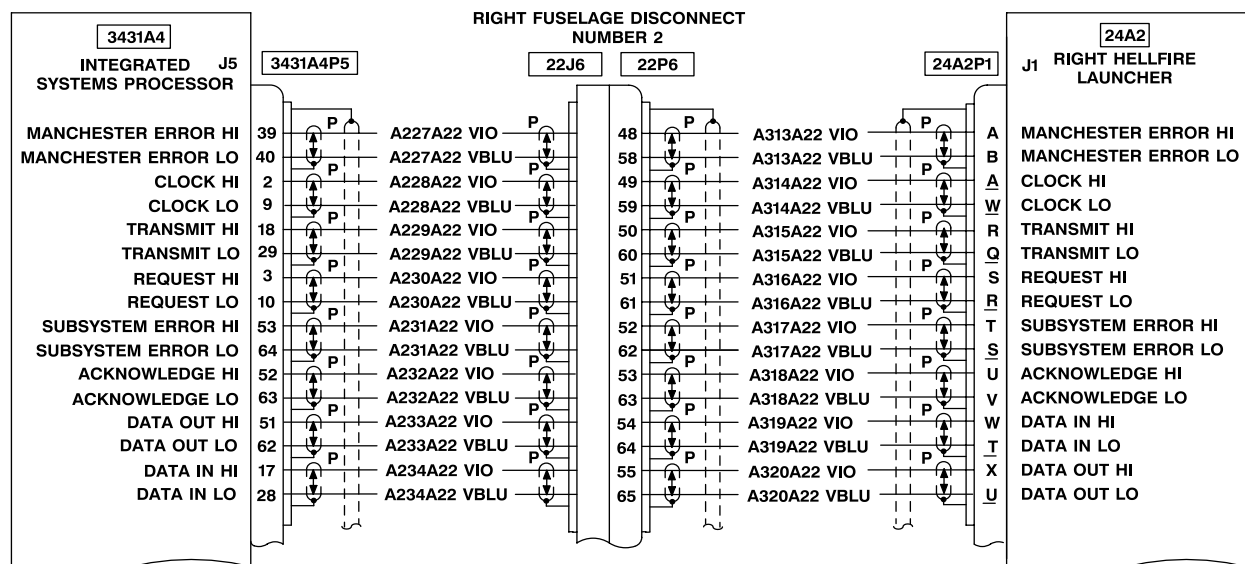 RIGHT FUSELAGE DISCONNECT
NUMBER 2
3431A4
INTEGRATED
SYSTEMS PROCESSOR
J5
3431A4P5
22J6
22P6
24A2P1
24A2
J1
RIGHT HELLFIRE
LAUNCHER
MANCHESTER ERROR HI 39 P A227A22 VIO P 48 P A313A22 VIO P A MANCHESTER ERROR HI
MANCHESTER ERROR LO 40 A227A22 VBLU 58 A313A22 VBLU B MANCHESTER ERROR LO
CLOCK HI 2 P A228A22 VIO P 49 P A314A22 VIO P A CLOCK HI
CLOCK LO 9 A228A22 VBLU 59 A314A22 VBLU W CLOCK LO
TRANSMIT HI 18 P A229A22 VIO P 50 P A315A22 VIO P R TRANSMIT HI
TRANSMIT LO 29 A229A22 VBLU 60 A315A22 VBLU Q TRANSMIT LO
REQUEST HI 3 P A230A22 VIO P 51 P A316A22 VIO P S REQUEST HI
REQUEST LO 10 A230A22 VBLU 61 A316A22 VBLU R REQUEST LO
SUBSYSTEM ERROR HI 53 P A231A22 VIO P 52 P A317A22 VIO P T SUBSYSTEM ERROR HI
SUBSYSTEM ERROR LO 64 A231A22 VBLU 62 A317A22 VBLU S SUBSYSTEM ERROR LO
ACKNOWLEDGE HI 52 P A232A22 VIO P 53 P A318A22 VIO P U ACKNOWLEDGE HI
ACKNOWLEDGE LO 63 A232A22 VBLU 63 A318A22 VBLU V ACKNOWLEDGE LO
DATA OUT HI 51 P A233A22 VIO P 54 P A319A22 VIO P W DATA IN HI
DATA OUT LO 62 A233A22 VBLU 64 A319A22 VBLU T DATA IN LO
DATA IN HI 17 P A234A22 VIO P 55 P A320A22 VIO P X DATA OUT HI
DATA IN LO 28 A234A22 VBLU 65 A320A22 VBLU U DATA OUT LO